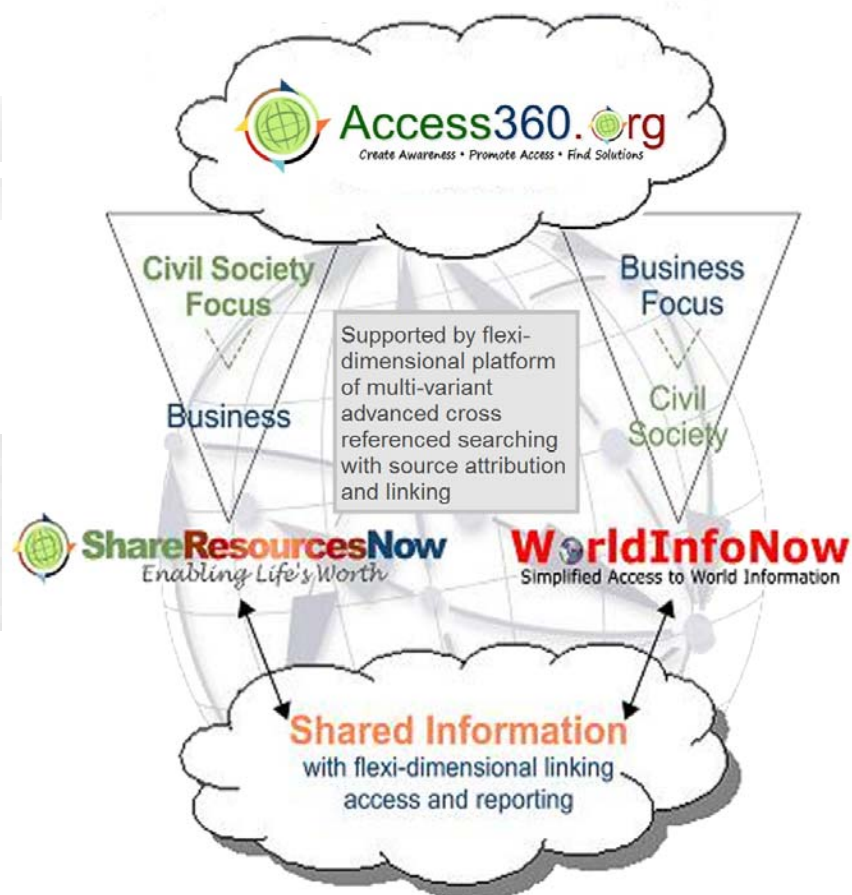 Access360.org
Create Awareness • Promote Access • Find Solutions
Civil Society
Focus
Business
Business
Focus
Civil
Society
Supported by flexi-
dimensional platform
of multi-variant
advanced cross
referenced searching
with source attribution
and linking
ShareResourcesNow
Enabling Life's Worth
WorldInfoNow
Simplified Access to World Information
Shared Information
with flexi-dimensional linking
access and reporting